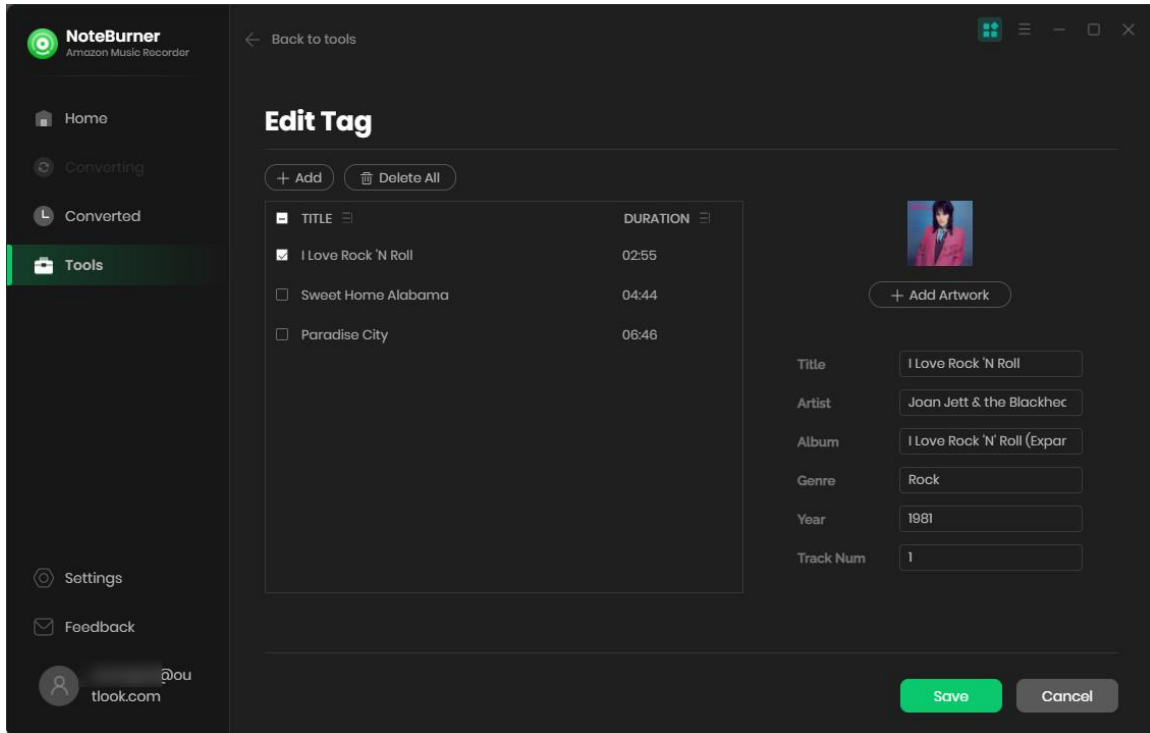 NoteBurner
Amazon Music Recorder
Back to tools
Home
Converting
Converted
Tools
Settings
Feedback
@ou
tlook.com
Edit Tag
+ Add
Delete All
TITLE DURATION
I Love Rock 'N Roll 02:55
Sweet Home Alabama 04:44
Paradise City 06:46
+ Add Artwork
Title I Love Rock 'N Roll
Artist Joan Jett & the Blackhec
Album I Love Rock 'N' Roll (Expar
Genre Rock
Year 1981
Track Num 1
Save
Cancel